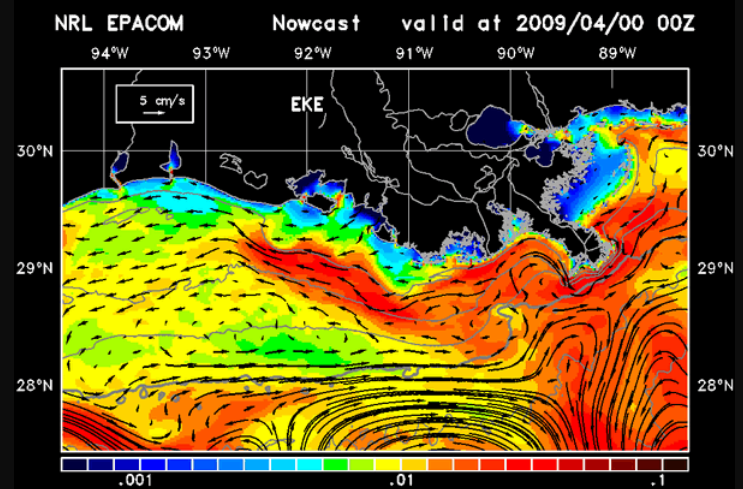 NRL EPACOM Nowcast valid at 2009/04/00 00Z
94°W 93°W 92°W 91°W 90°W 89°W
5 cm/s
EKE
30°N 30°N
29°N 29°N
28°N 28°N
.001 .01 .1